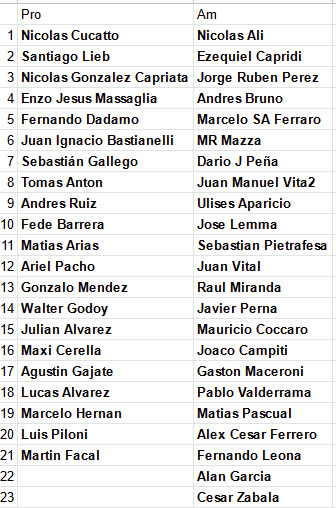 Pro Am
1 Nicolas Cucatto Nicolas Ali
2 Santiago Lieb Ezequiel Capridi
3 Nicolas Gonzalez Capriata Jorge Ruben Perez
4 Enzo Jesus Massaglia Andres Bruno
5 Fernando Dadamo Marcelo SA Ferraro
6 Juan Ignacio Bastianelli MR Mazza
7 Sebastián Gallego Dario J Peña
8 Tomas Anton Juan Manuel Vita2
9 Andres Ruiz Ulises Aparicio
10 Fede Barrera Jose Lemma
11 Matias Arias Sebastian Pietrafesa
12 Ariel Pacho Juan Vital
13 Gonzalo Mendez Raul Miranda
14 Walter Godoy Javier Perna
15 Julian Alvarez Mauricio Coccaro
16 Maxi Cerella Joaco Campiti
17 Agustin Gajate Gaston Maceroni
18 Lucas Alvarez Pablo Valderrama
19 Marcelo Hernan Matias Pascual
20 Luis Piloni Alex Cesar Ferrero
21 Martin Facal Fernando Leona
22 Alan Garcia
23 Cesar Zabala